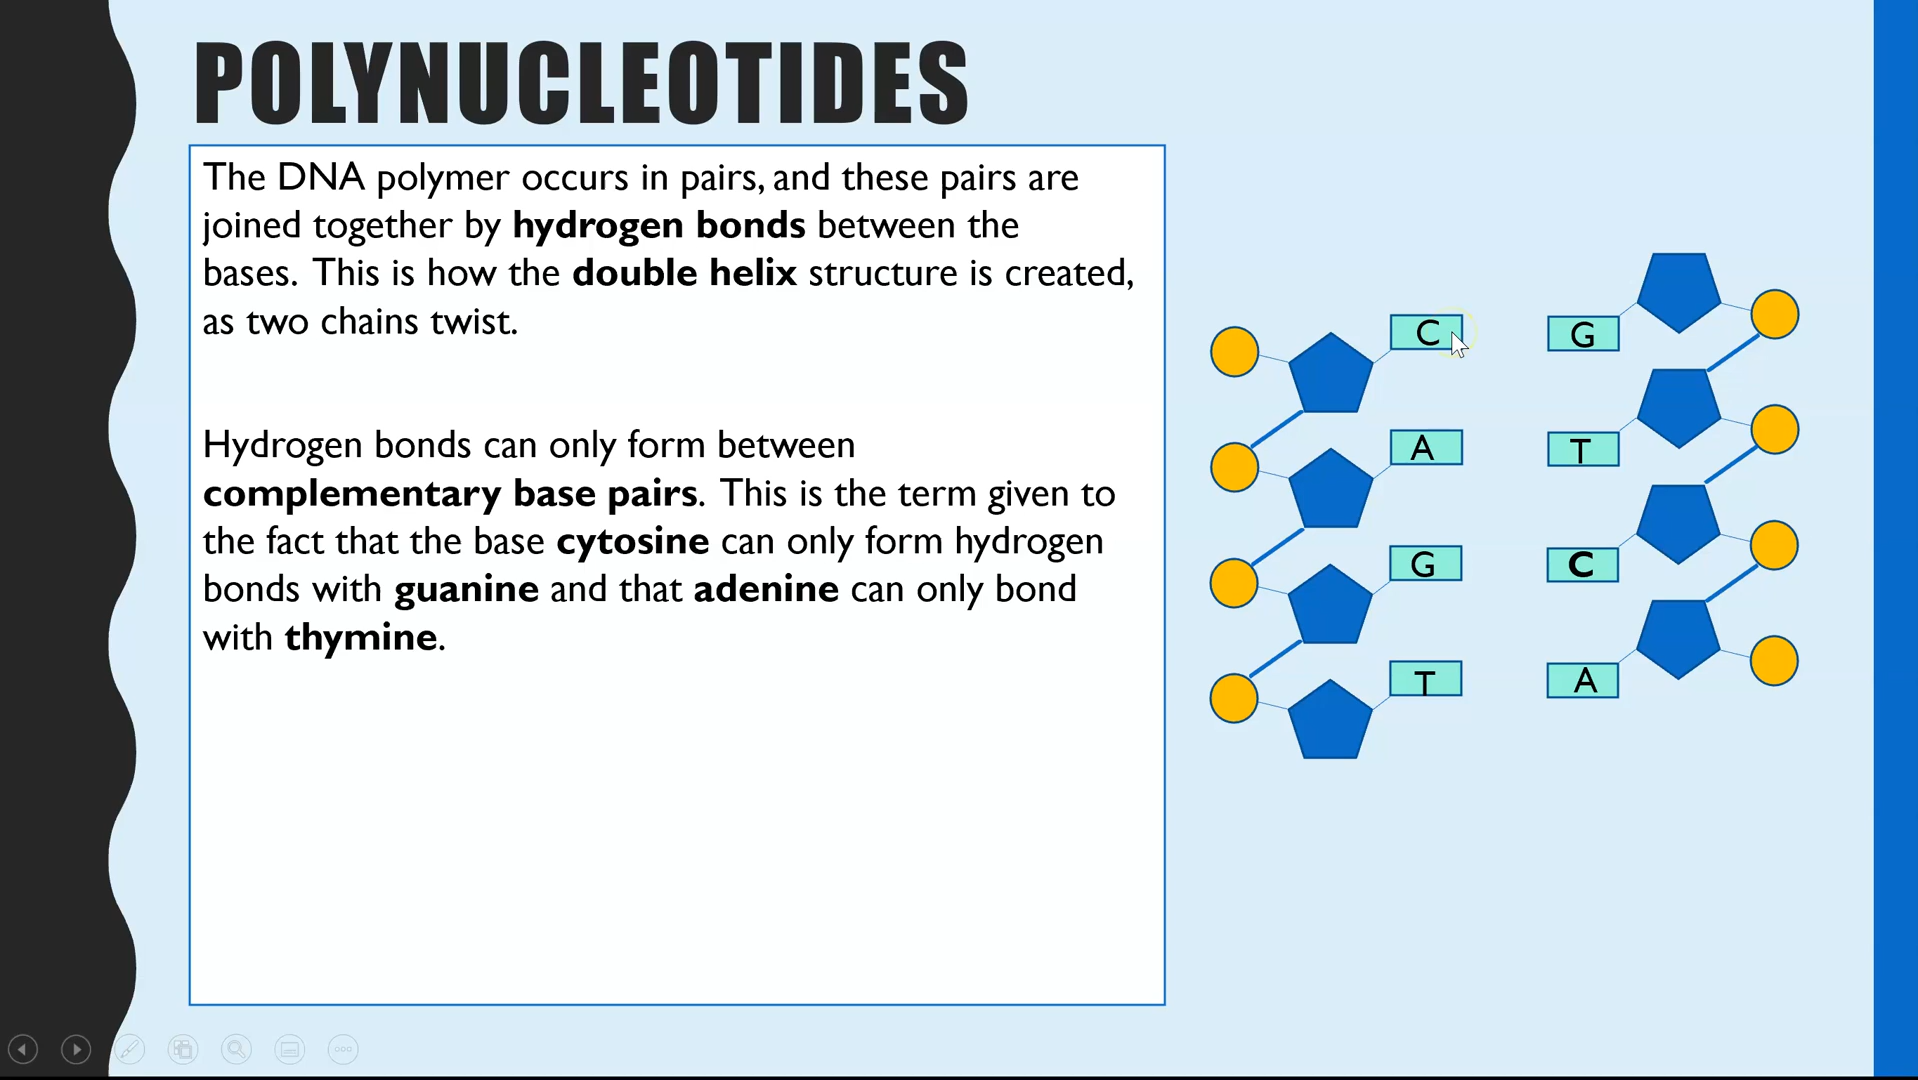 POLYNUCLEOTIDES
The DNA polymer occurs in pairs, and these pairs are
joined together by hydrogen bonds between the
bases. This is how the double helix structure is created,
as two chains twist.
Hydrogen bonds can only form between
complementary base pairs. This is the term given to
the fact that the base cytosine can only form hydrogen
bonds with guanine and that adenine can only bond
with thymine.
C G
A T
G C
T A